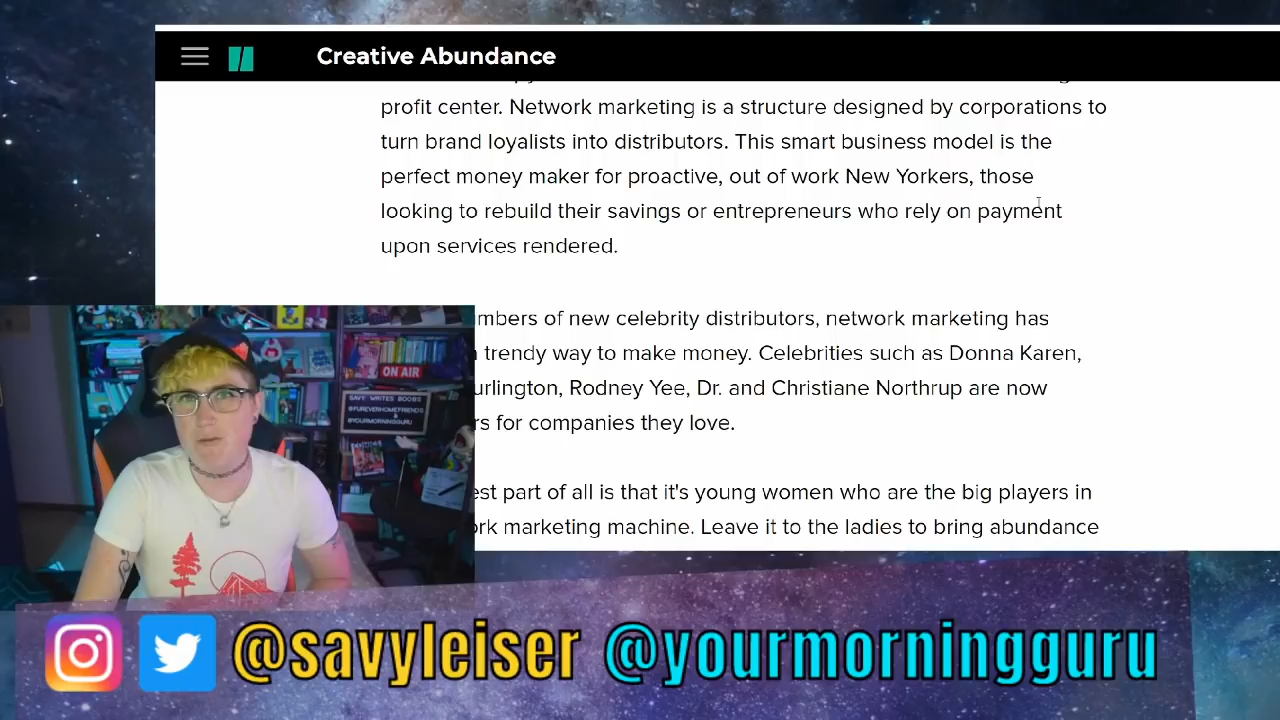 Creative Abundance
profit center. Network marketing is a structure designed by corporations to
turn brand loyalists into distributors. This smart business model is the
perfect money maker for proactive, out of work New Yorkers, those
looking to rebuild their savings or entrepreneurs who rely on payment
upon services rendered.
mbers of new celebrity distributors, network marketing has
trendy way to make money. Celebrities such as Donna Karen,
urlington, Rodney Yee, Dr. and Christiane Northrup are now
rs for companies they love.
est part of all is that it's young women who are the big players in
rk marketing machine. Leave it to the ladies to bring abundance
ON AIR
SAVY WRITES BOOBS
@FUREVERHOMEFRIENDS
@YOURMORNINGGURU
@savyleiser @yourmorningguru